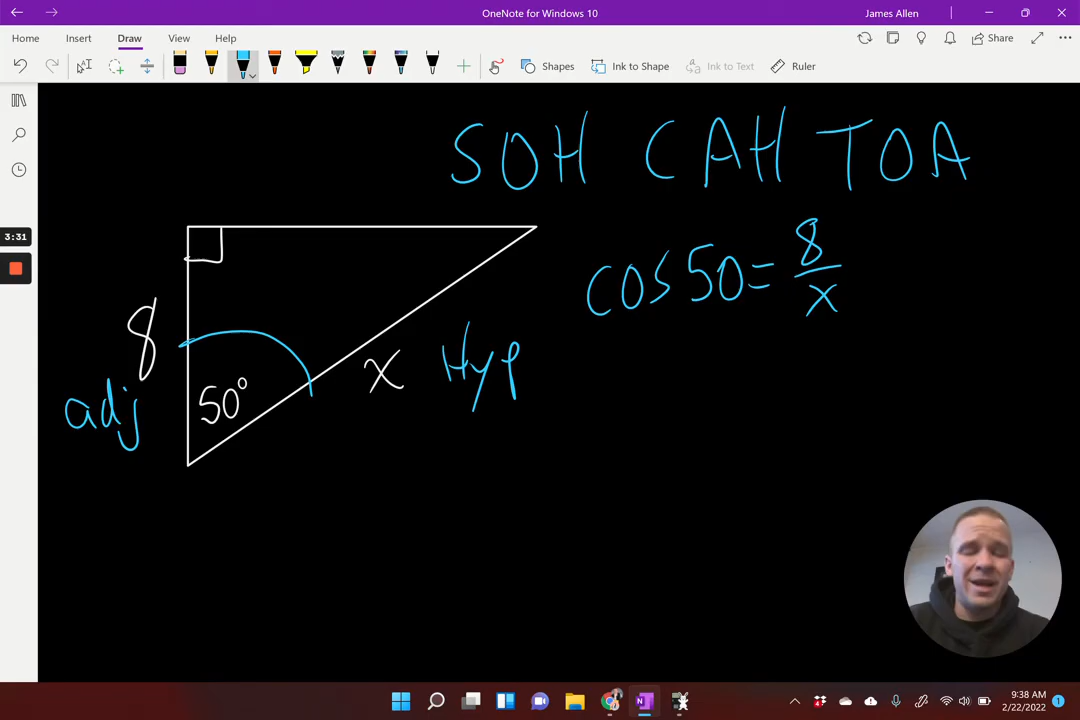 OneNote for Windows 10
James Allen
Home Insert Draw View Help
Shapes Ink to Shape Ink to Text Ruler
Share
SOH CAH TOA
3:31
cos 50 = 8/x
8
x Hyp
adj
50°
9:38 AM
2/22/2022
1